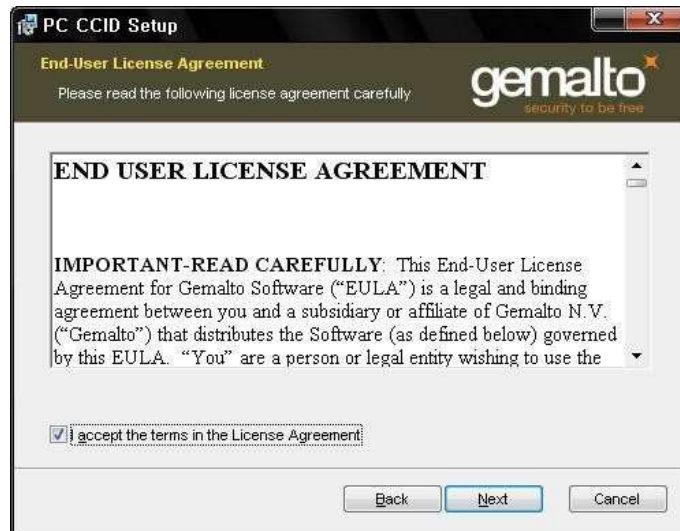 PC CCID Setup
End-User License Agreement
Please read the following license agreement carefully
gemalto
security to be free
END USER LICENSE AGREEMENT
IMPORTANT-READ CAREFULLY: This End-User License
Agreement for Gemalto Software (“EULA”) is a legal and binding
agreement between you and a subsidiary or affiliate of Gemalto N.V.
(“Gemalto”) that distributes the Software (as defined below) governed
by this EULA. “You” are a person or legal entity wishing to use the
I accept the terms in the License Agreement
Back Next Cancel